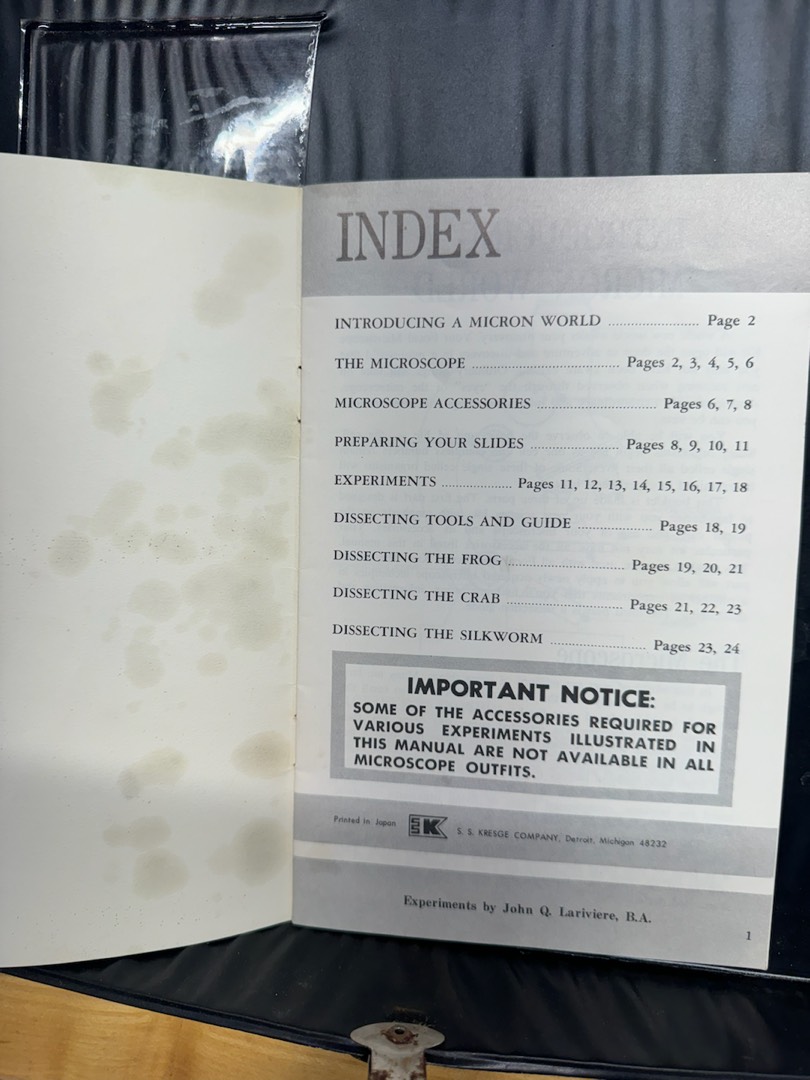 INDEX
INTRODUCING A MICRON WORLD ........................ Page 2
THE MICROSCOPE ........................................ Pages 2, 3, 4, 5, 6
MICROSCOPE ACCESSORIES ................................ Pages 6, 7, 8
PREPARING YOUR SLIDES ........................ Pages 8, 9, 10, 11
EXPERIMENTS .................... Pages 11, 12, 13, 14, 15, 16, 17, 18
DISSECTING TOOLS AND GUIDE .................... Pages 18, 19
DISSECTING THE FROG ................................ Pages 19, 20, 21
DISSECTING THE CRAB ................................ Pages 21, 22, 23
DISSECTING THE SILKWORM .......................... Pages 23, 24
IMPORTANT NOTICE:
SOME OF THE ACCESSORIES REQUIRED FOR
VARIOUS EXPERIMENTS ILLUSTRATED IN
THIS MANUAL ARE NOT AVAILABLE IN ALL
MICROSCOPE OUTFITS.
Printed in Japan SSK S. S. KRESGE COMPANY, Detroit, Michigan 48232
Experiments by John Q. Lariviere, B.A.
1